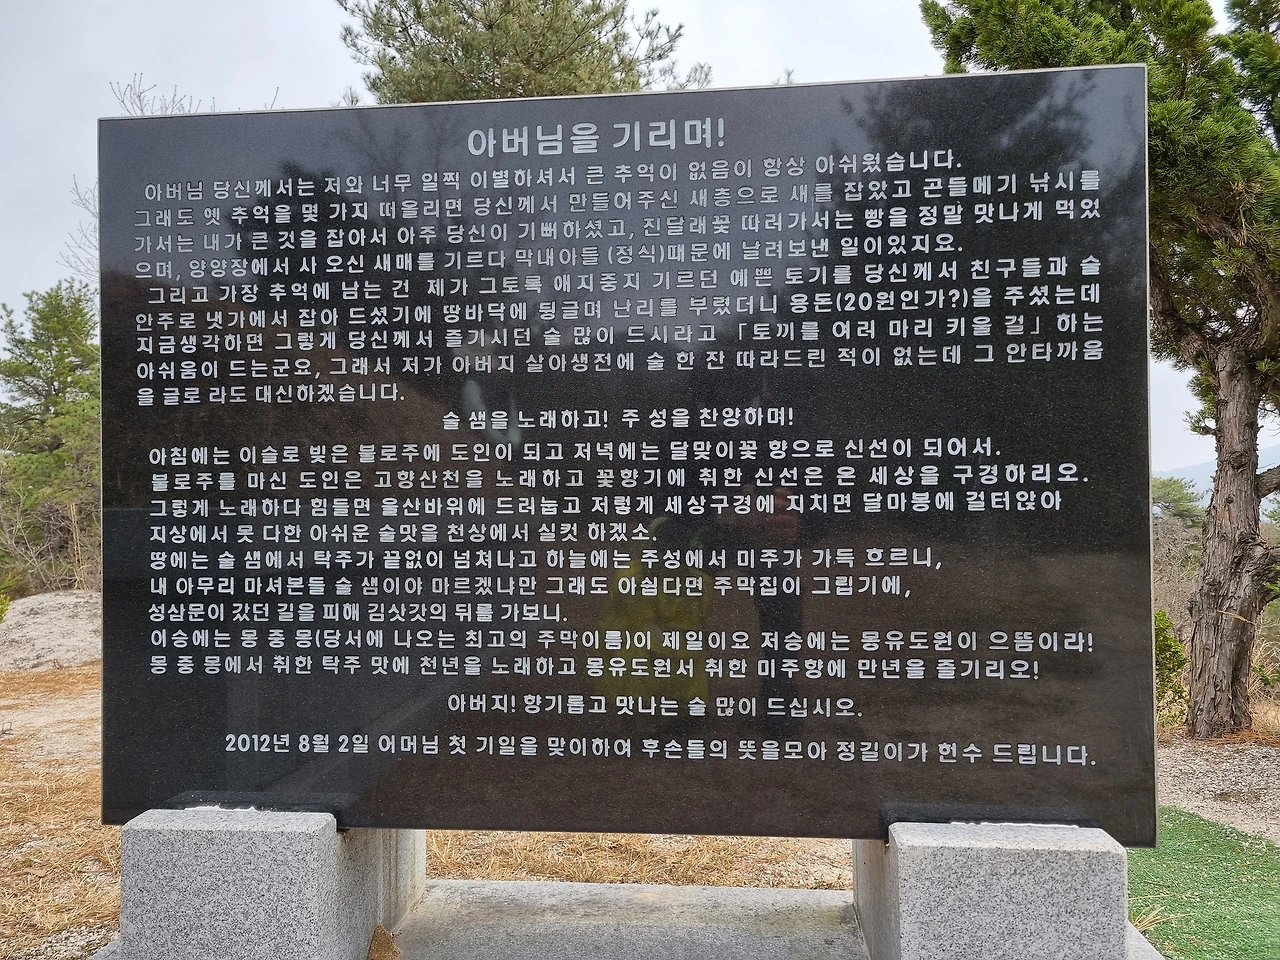 아버님을 기리며!
아버님 당신께서는 저와 너무 일찍 이별하셔서 큰 추억이 없음이 항상 아쉬웠습니다.
그래도 옛 추억을 몇 가지 떠올리면 당신께서 만들어주신 새총으로 새를 잡았고 곤들메기 낚시를
가서는 내가 큰 것을 잡아서 아주 당신이 기뻐하셨고, 진달래꽃 따러가서는 빵을 정말 맛나게 먹었
으며, 양양장에서 사 오신 새매를 기르다 막내아들 (정식)때문에 날려보낸 일이있지요.
그리고 가장 추억에 남는 건 제가 그토록 애지중지 기르던 예쁜 토기를 당신께서 친구들과 술
안주로 냇가에서 잡아 드셨기에 땅바닥에 뒹글며 난리를 부렸더니 용돈(20원인가?)을 주셨는데
지금생각하면 그렇게 당신께서 즐기시던 술 많이 드시라고 「토끼를 여러 마리 키울 걸」 하는
아쉬움이 드는군요, 그래서 저가 아버지 살아생전에 술 한 잔 따라드린 적이 없는데 그 안타까움
을 글로 라도 대신하겠습니다.
술 샘을 노래하고! 주 성을 찬양하며!
아침에는 이슬로 빚은 불로주에 도인이 되고 저녁에는 달맞이꽃 향으로 신선이 되어서.
불로주를 마신 도인은 고향산천을 노래하고 꽃향기에 취한 신선은 온 세상을 구경하리오.
그렇게 노래하다 힘들면 울산바위에 드러눕고 저렇게 세상구경에 지치면 달마봉에 걸터앉아
지상에서 못 다한 아쉬운 술맛을 천상에서 실컷 하겠소.
땅에는 술 샘에서 탁주가 끝없이 넘쳐나고 하늘에는 주성에서 미주가 가득 흐르니,
내 아무리 마셔본들 술 샘이야 마르겠냐만 그래도 아쉽다면 주막집이 그립기에,
성삼문이 갔던 길을 피해 김삿갓의 뒤를 가보니.
이승에는 몽 중 몽(당서에 나오는 최고의 주막이름)이 제일이요 저승에는 몽유도원이 으뜸이라!
몽 중 몽에서 취한 탁주 맛에 천년을 노래하고 몽유도원서 취한 미주향에 만년을 즐기리오!
아버지! 향기롭고 맛나는 술 많이 드십시오.
2012년 8월 2일 어머님 첫 기일을 맞이하여 후손들의 뜻을모아 정길이가 헌수 드립니다.